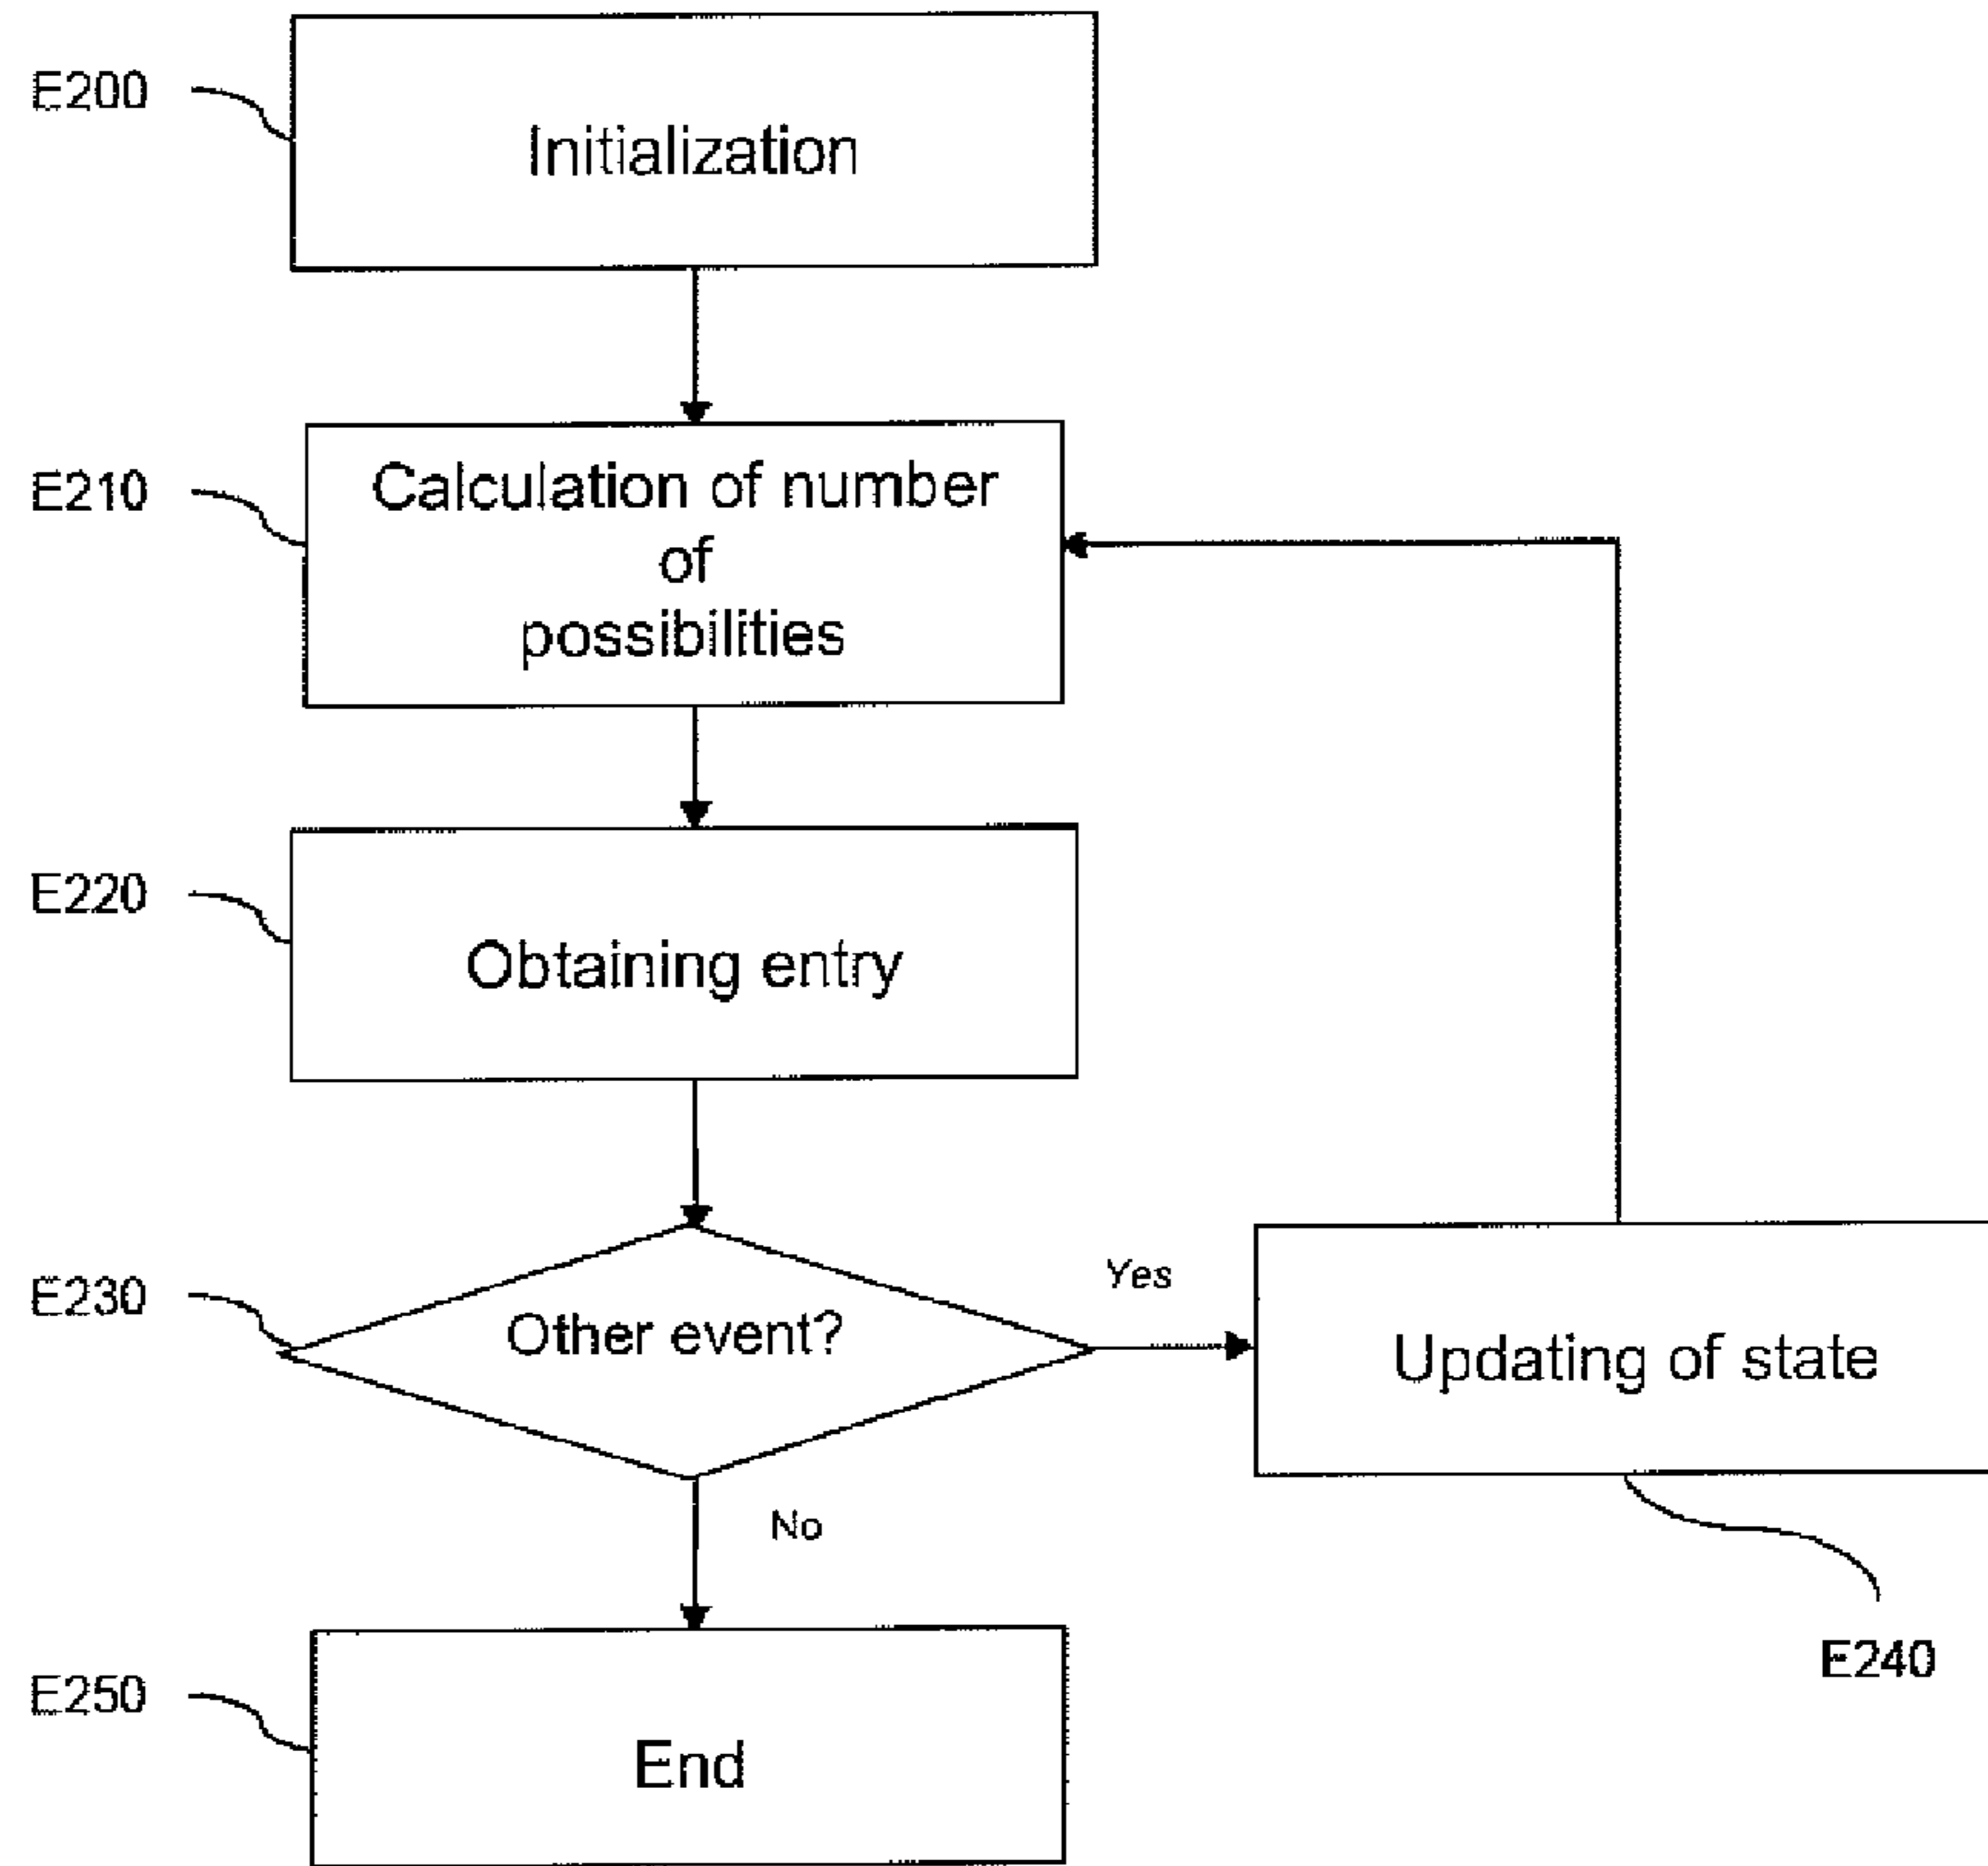 E200
Initialization
E210
Calculation of number
of
possibilities
E220
Obtaining entry
E230
Other event?
Yes
Updating of state
No
E240
E250
End